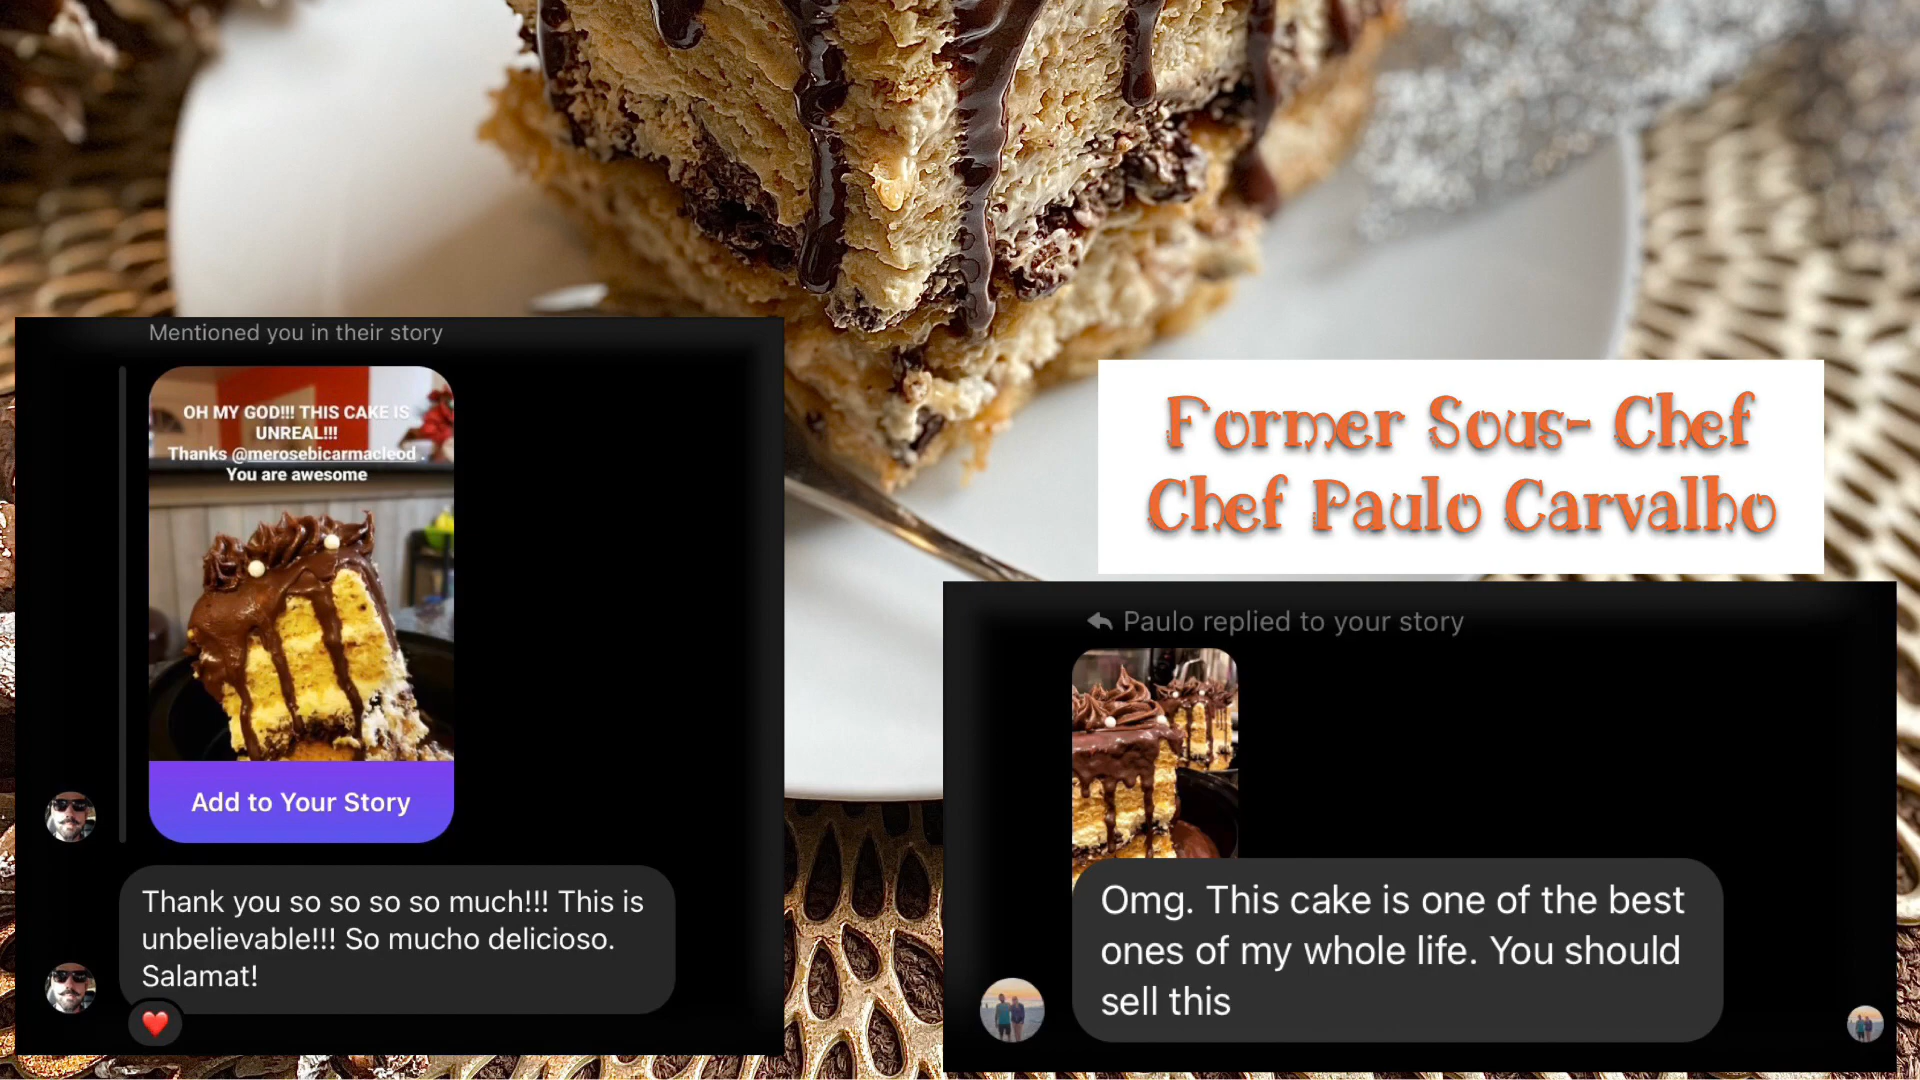 Mentioned you in their story
OH MY GOD!!! THIS CAKE IS
UNREAL!!!
Thanks @merosebicarmacleod .
You are awesome
Add to Your Story
Thank you so so so so much!!! This is
unbelievable!!! So mucho delicioso.
Salamat!
Former Sous- Chef
Chef Paulo Carvalho
Paulo replied to your story
Omg. This cake is one of the best
ones of my whole life. You should
sell this